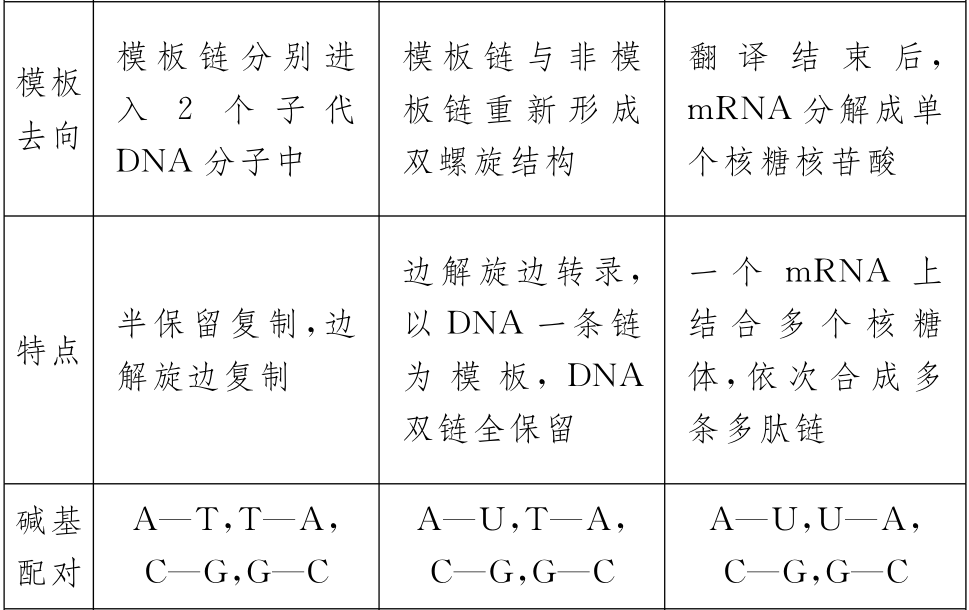 模板
去向
模板链分别进
入 2 个子代
DNA 分子中
模板链与非模
板链重新形成
双螺旋结构
翻译结束后,
mRNA 分解成单
个核糖核苷酸
特点
半保留复制,边
解旋边复制
边解旋边转录,
以 DNA 一条链
为模板, DNA
双链全保留
一个 mRNA 上
结合多个核糖
体,依次合成多
条多肽链
碱基
配对
A—T,T—A,
C—G,G—C
A—U,T—A,
C—G,G—C
A—U,U—A,
C—G,G—C